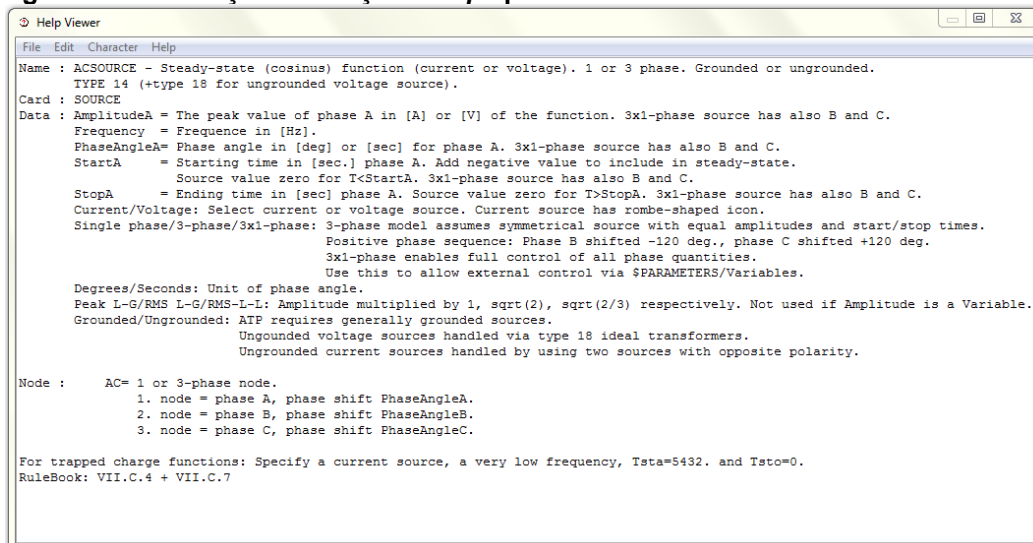 Help Viewer
File Edit Character Help
Name : ACSOURCE - Steady-state (cosinus) function (current or voltage). 1 or 3 phase. Grounded or ungrounded.
TYPE 14 (+type 18 for ungrounded voltage source).
Card : SOURCE
Data : AmplitudeA = The peak value of phase A in [A] or [V] of the function. 3x1-phase source has also B and C.
Frequency = Frequence in [Hz].
PhaseAngleA= Phase angle in [deg] or [sec] for phase A. 3x1-phase source has also B and C.
StartA = Starting time in [sec.] phase A. Add negative value to include in steady-state.
Source value zero for T<StartA. 3x1-phase source has also B and C.
StopA = Ending time in [sec] phase A. Source value zero for T>StopA. 3x1-phase source has also B and C.
Current/Voltage: Select current or voltage source. Current source has rombe-shaped icon.
Single phase/3-phase/3x1-phase: 3-phase model assumes symmetrical source with equal amplitudes and start/stop times.
Positive phase sequence: Phase B shifted -120 deg., phase C shifted +120 deg.
3x1-phase enables full control of all phase quantities.
Use this to allow external control via $PARAMETERS/Variables.
Degrees/Seconds: Unit of phase angle.
Peak L-G/RMS L-G/RMS-L-L: Amplitude multiplied by 1, sqrt(2), sqrt(2/3) respectively. Not used if Amplitude is a Variable.
Grounded/Ungrounded: ATP requires generally grounded sources.
Ungounded voltage sources handled via type 18 ideal transformers.
Ungrounded current sources handled by using two sources with opposite polarity.
Node : AC= 1 or 3-phase node.
1. node = phase A, phase shift PhaseAngleA.
2. node = phase B, phase shift PhaseAngleB.
3. node = phase C, phase shift PhaseAngleC.
For trapped charge functions: Specify a current source, a very low frequency, Tsta=5432. and Tsto=0.
RuleBook: VII.C.4 + VII.C.7